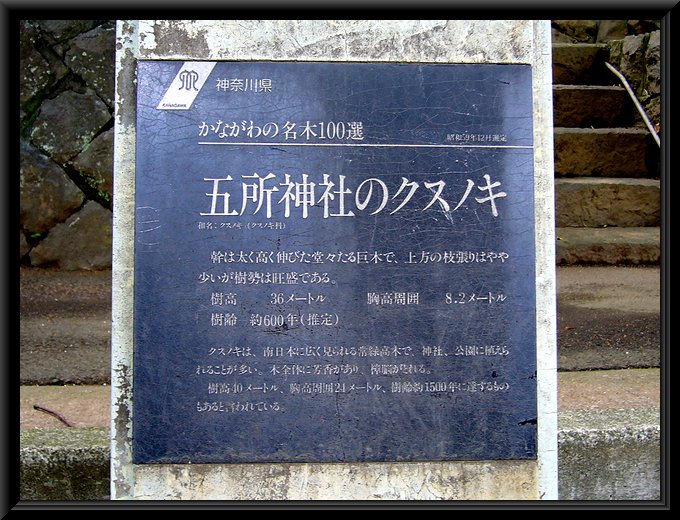 神奈川県
KANAGAWA
かながわの名木100選
昭和59年12月選定
五所神社のクスノキ
和名:クスノキ(クスノキ科)
幹は太く高く伸びた堂々たる巨木で、上方の枝張りはやや
少いが樹勢は旺盛である。
樹高 36メートル 胸高周囲 8.2メートル
樹齢 約600年(推定)
クスノキは、南日本に広く見られる常緑高木で、神社、公園に植えら
れることが多い。木全体に芳香があり、樟脳がとれる。
樹高40メートル、胸高周囲24メートル、樹齢約1500年に達するもの
もあると言われている。